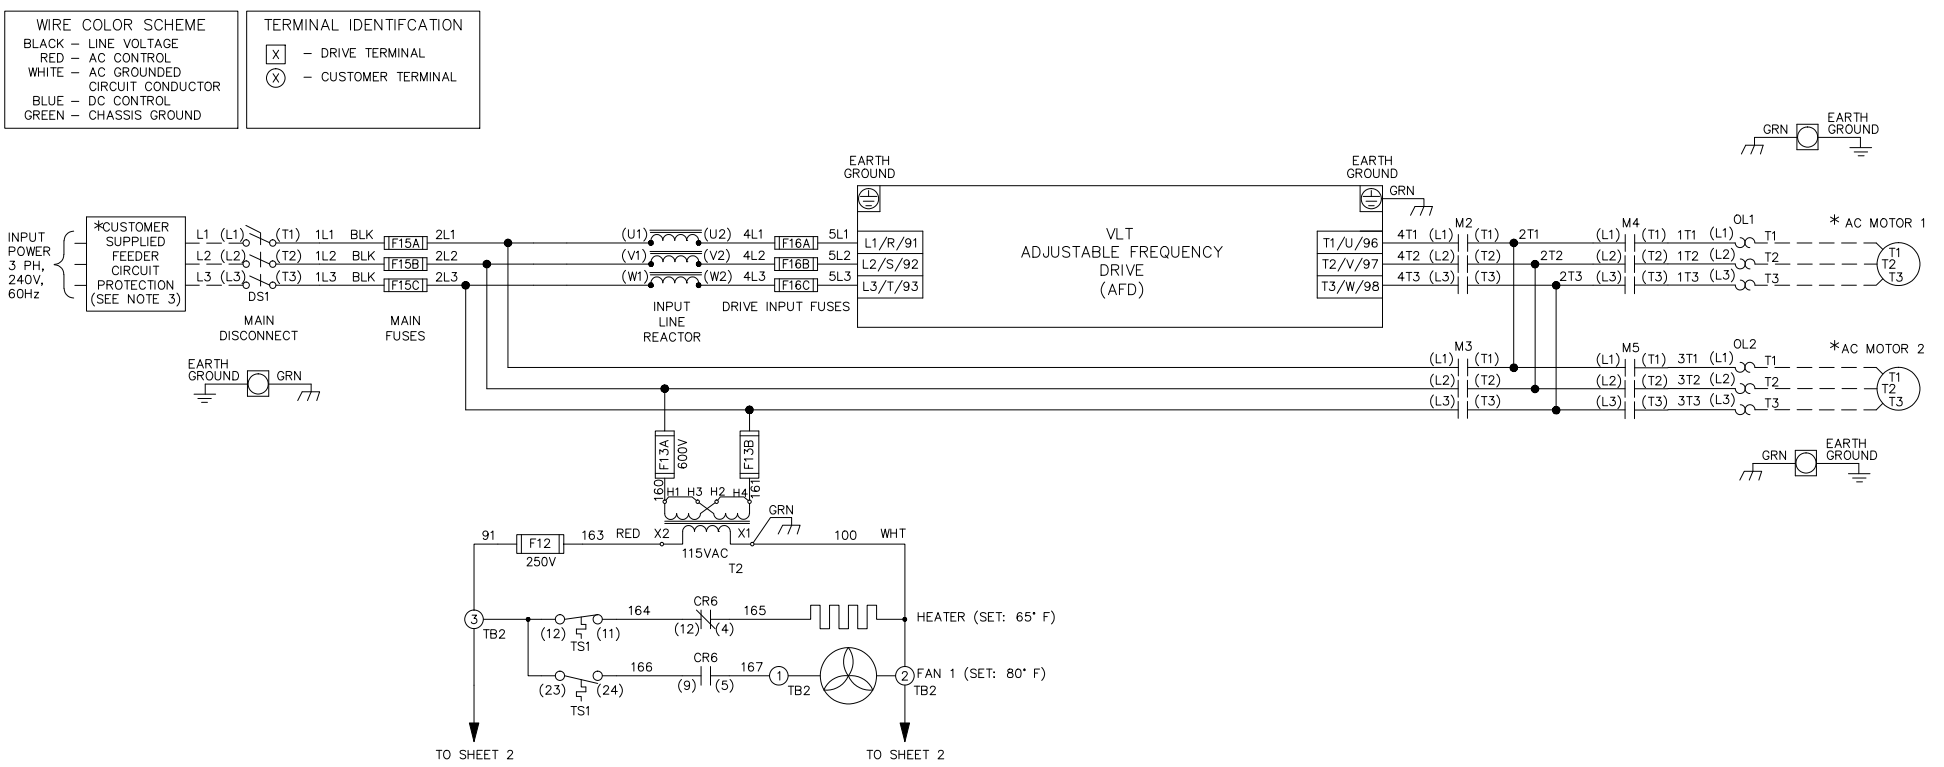 WIRE COLOR SCHEME
BLACK – LINE VOLTAGE
RED – AC CONTROL
WHITE – AC GROUNDED
CIRCUIT CONDUCTOR
BLUE – DC CONTROL
GREEN – CHASSIS GROUND
TERMINAL IDENTIFCATION
X – DRIVE TERMINAL
X – CUSTOMER TERMINAL
GRN
EARTH
GROUND
INPUT
POWER
3 PH,
240V,
60Hz
*CUSTOMER
SUPPLIED
FEEDER
CIRCUIT
PROTECTION
(SEE NOTE 3)
L1 (L1) (T1) 1L1 BLK F15A 2L1
L2 (L2) (T2) 1L2 BLK F15B 2L2
L3 (L3) (T3) 1L3 BLK F15C 2L3
DS1
MAIN
DISCONNECT
MAIN
FUSES
EARTH
GROUND
GRN
(U1) (U2) 4L1 F16A 5L1
(V1) (V2) 4L2 F16B 5L2
(W1) (W2) 4L3 F16C 5L3
INPUT
LINE
REACTOR
DRIVE INPUT FUSES
EARTH
GROUND
L1/R/91
L2/S/92
L3/T/93
VLT
ADJUSTABLE FREQUENCY
DRIVE
(AFD)
EARTH
GROUND
GRN
T1/U/96
T2/V/97
T3/W/98
M2
M4
OL1
* AC MOTOR 1
4T1 (L1) (T1) 2T1 (L1) (T1) 1T1 (L1) T1
4T2 (L2) (T2) 2T2 (L2) (T2) 1T2 (L2) T2
4T3 (L3) (T3) 2T3 (L3) (T3) 1T3 (L3) T3
T1
T2
T3
M3
M5
OL2
*AC MOTOR 2
(L1) (T1) (L1) (T1) 3T1 (L1) T1
(L2) (T2) (L2) (T2) 3T2 (L2) T2
(L3) (T3) (L3) (T3) 3T3 (L3) T3
T1
T2
T3
GRN
EARTH
GROUND
F13A
600V
F13B
160
161
H1 H3 H2 H4
GRN
91 F12 163 RED X2 X1 100 WHT
250V
115VAC
T2
3
TB2
(12) (11)
TS1
164
CR6
(12) (4)
165
HEATER (SET: 65° F)
(23) (24)
TS1
166
CR6
(9) (5)
167
1
TB2
2
TB2
FAN 1 (SET: 80° F)
TO SHEET 2
TO SHEET 2